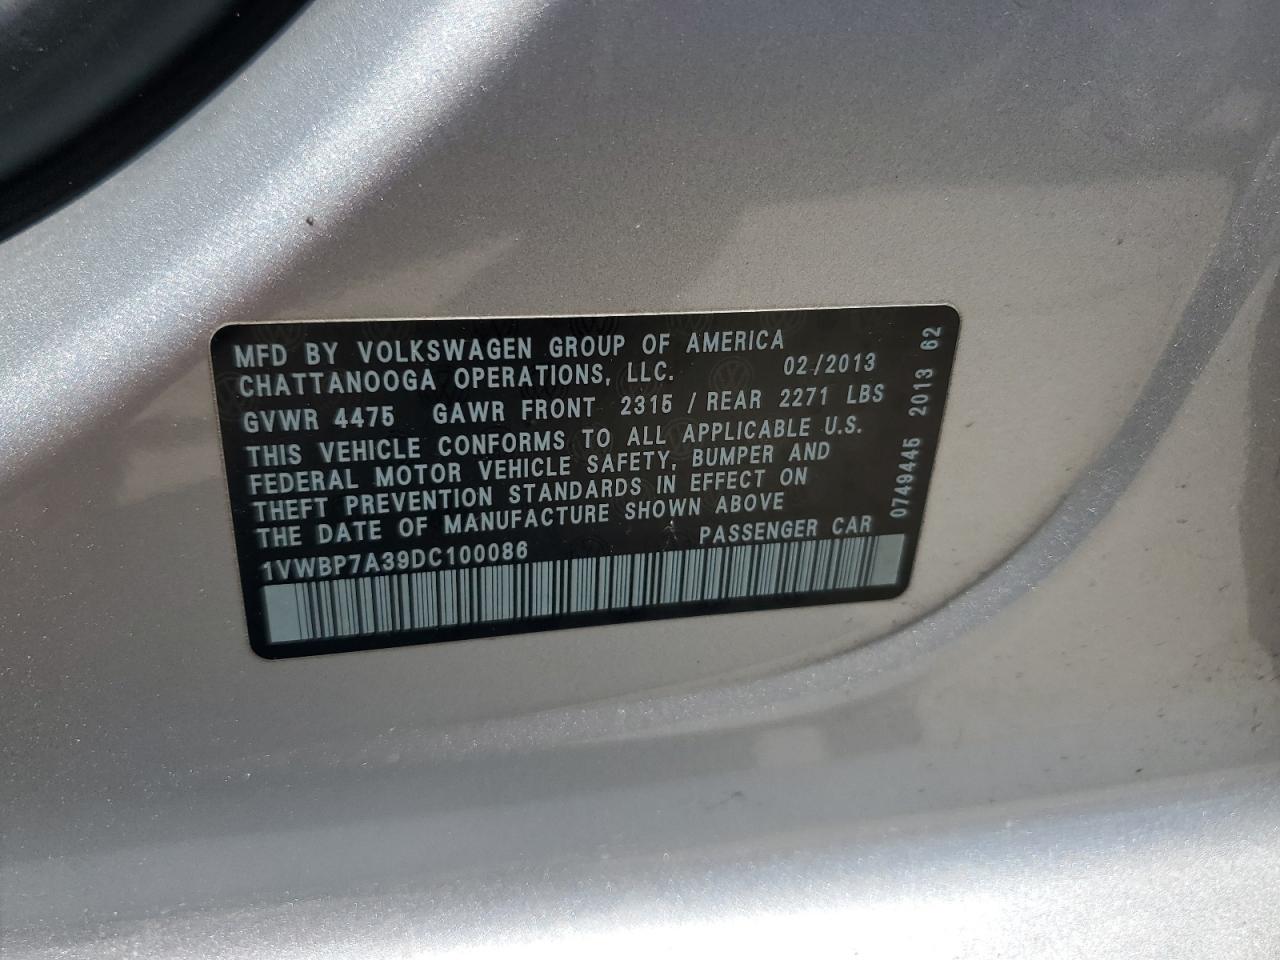 MFD BY VOLKSWAGEN GROUP OF AMERICA
CHATTANOOGA OPERATIONS, LLC. 02/2013
GVWR 4475 GAWR FRONT 2315 / REAR 2271 LBS
THIS VEHICLE CONFORMS TO ALL APPLICABLE U.S.
FEDERAL MOTOR VEHICLE SAFETY, BUMPER AND
THEFT PREVENTION STANDARDS IN EFFECT ON
THE DATE OF MANUFACTURE SHOWN ABOVE
PASSENGER CAR
1VWBP7A39DC100086
0749445 2013 62